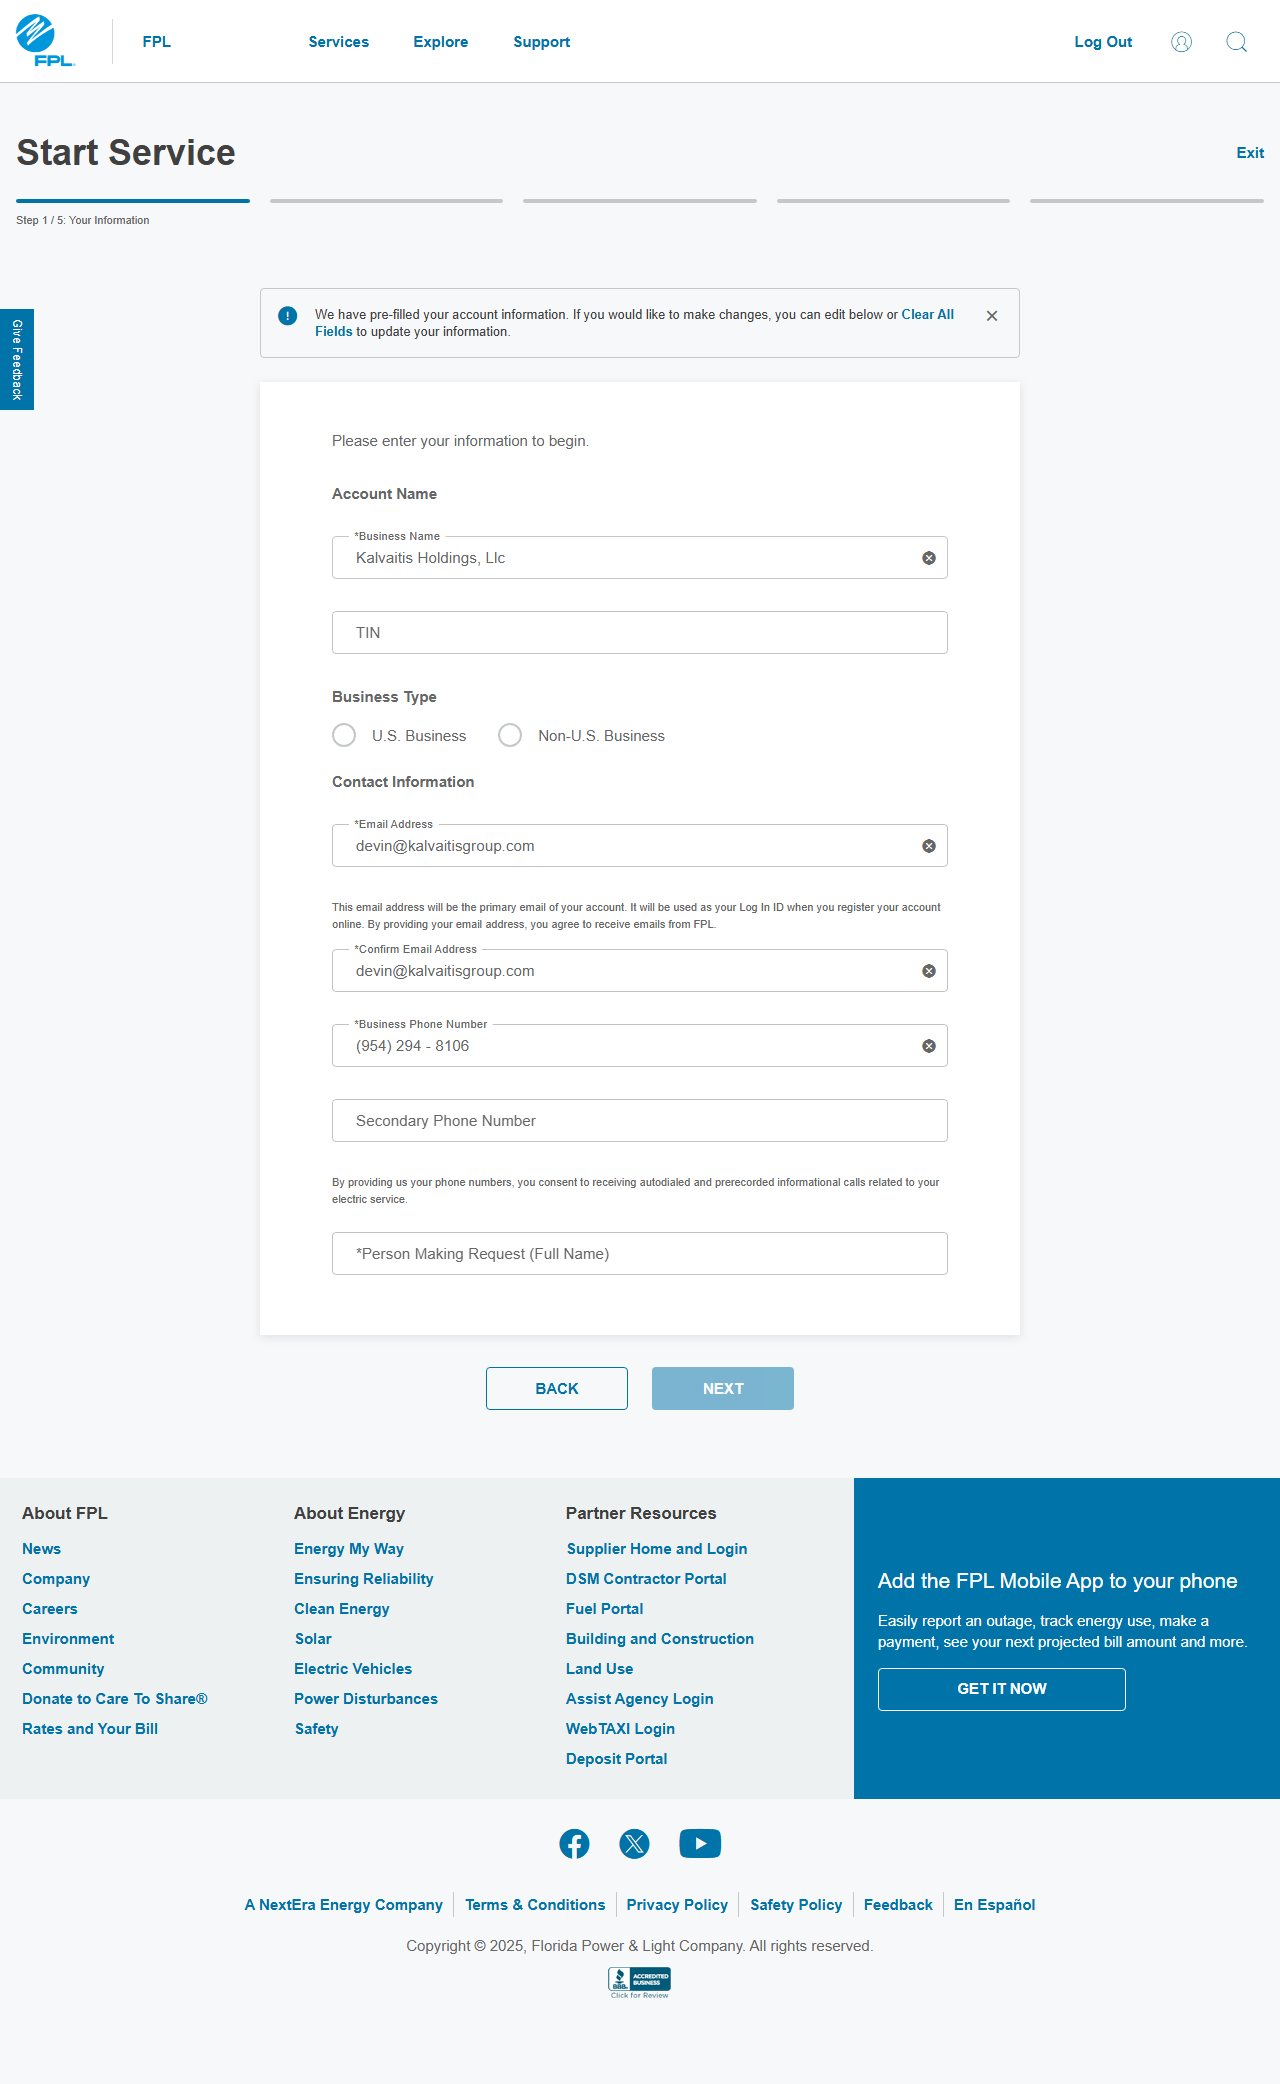 FPL
FPL
Services
Explore
Support
Log Out
Start Service
Exit
Step 1 / 5: Your Information
Give Feedback
We have pre-filled your account information. If you would like to make changes, you can edit below or Clear All
Fields to update your information.
Please enter your information to begin.
Account Name
*Business Name
Kalvaitis Holdings, Llc
TIN
Business Type
U.S. Business
Non-U.S. Business
Contact Information
*Email Address
devin@kalvaitisgroup.com
This email address will be the primary email of your account. It will be used as your Log In ID when you register your account
online. By providing your email address, you agree to receive emails from FPL.
*Confirm Email Address
devin@kalvaitisgroup.com
*Business Phone Number
(954) 294 - 8106
Secondary Phone Number
By providing us your phone numbers, you consent to receiving autodialed and prerecorded informational calls related to your
electric service.
*Person Making Request (Full Name)
BACK
NEXT
About FPL
News
Company
Careers
Environment
Community
Donate to Care To Share®
Rates and Your Bill
About Energy
Energy My Way
Ensuring Reliability
Clean Energy
Solar
Electric Vehicles
Power Disturbances
Safety
Partner Resources
Supplier Home and Login
DSM Contractor Portal
Fuel Portal
Building and Construction
Land Use
Assist Agency Login
WebTAXI Login
Deposit Portal
Add the FPL Mobile App to your phone
Easily report an outage, track energy use, make a
payment, see your next projected bill amount and more.
GET IT NOW
A NextEra Energy Company
Terms & Conditions
Privacy Policy
Safety Policy
Feedback
En Español
Copyright © 2025, Florida Power & Light Company. All rights reserved.
BBB
ACCREDITED
BUSINESS
Click for Review